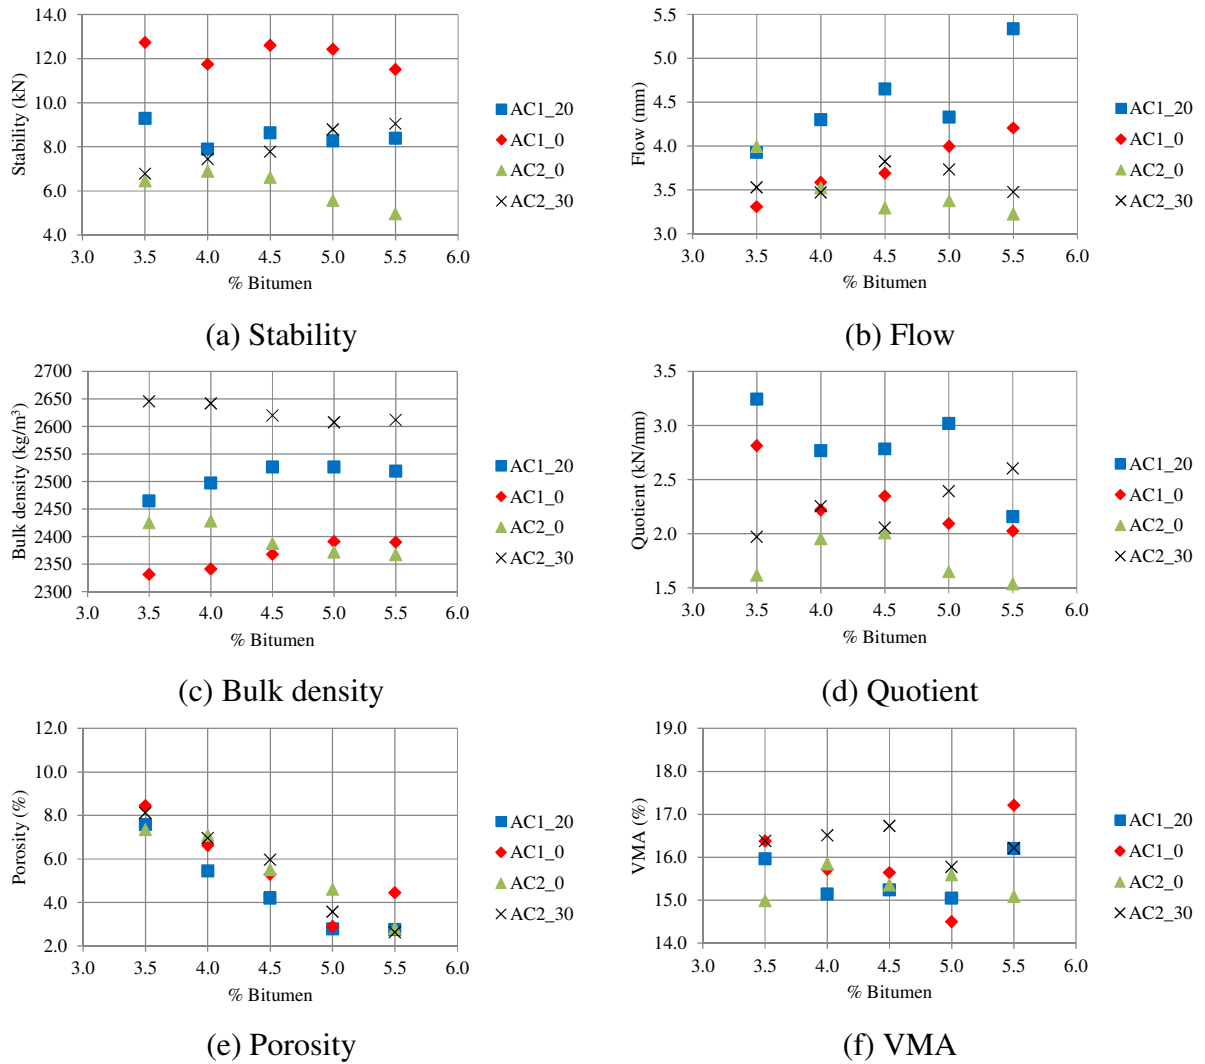 14.0
12.0
10.0
8.0
6.0
4.0
3.0 3.5 4.0 4.5 5.0 5.5 6.0
Stability (kN)
% Bitumen
AC1_20
AC1_0
AC2_0
AC2_30
(a) Stability
5.5
5.0
4.5
4.0
3.5
3.0
3.0 3.5 4.0 4.5 5.0 5.5 6.0
Flow (mm)
% Bitumen
AC1_20
AC1_0
AC2_0
AC2_30
(b) Flow
2700
2650
2600
2550
2500
2450
2400
2350
2300
3.0 3.5 4.0 4.5 5.0 5.5 6.0
Bulk density (kg/m³)
% Bitumen
AC1_20
AC1_0
AC2_0
AC2_30
(c) Bulk density
3.5
3.0
2.5
2.0
1.5
3.0 3.5 4.0 4.5 5.0 5.5 6.0
Quotient (kN/mm)
% Bitumen
AC1_20
AC1_0
AC2_0
AC2_30
(d) Quotient
12.0
10.0
8.0
6.0
4.0
2.0
3.0 3.5 4.0 4.5 5.0 5.5 6.0
Porosity (%)
% Bitumen
AC1_20
AC1_0
AC2_0
AC2_30
(e) Porosity
19.0
18.0
17.0
16.0
15.0
14.0
3.0 3.5 4.0 4.5 5.0 5.5 6.0
VMA (%)
% Bitumen
AC1_20
AC1_0
AC2_0
AC2_30
(f) VMA